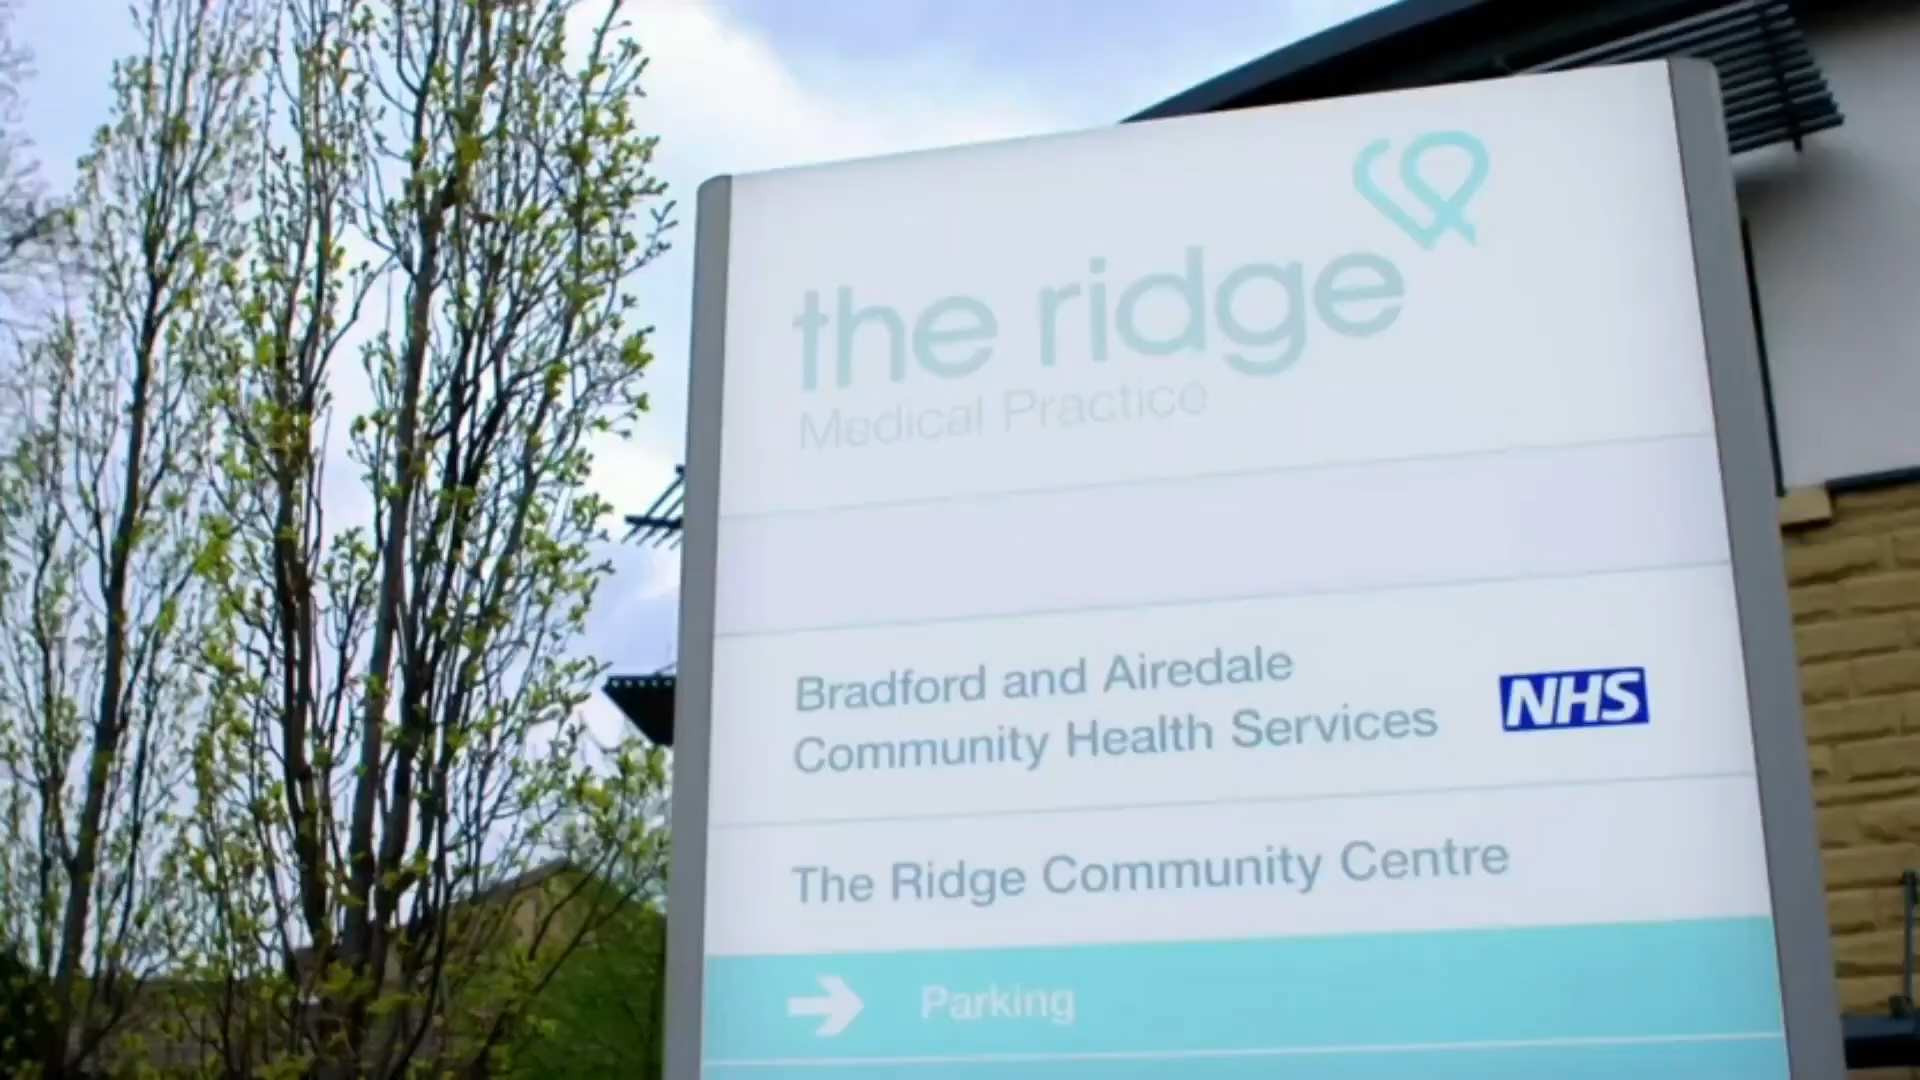 the ridge
Medical Practice
Bradford and Airedale
Community Health Services
NHS
The Ridge Community Centre
Parking